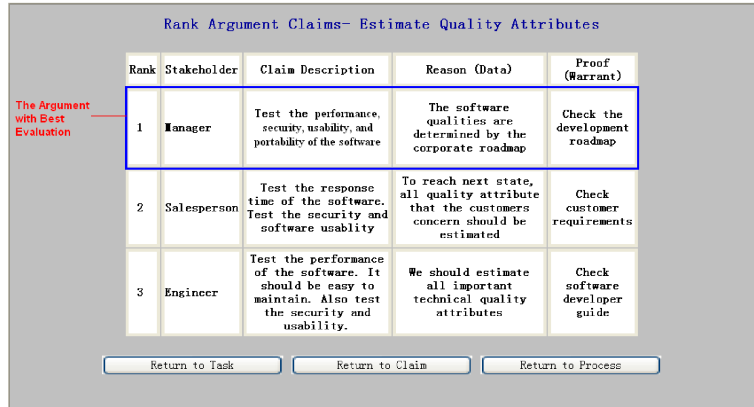 Rank Argument Claims- Estimate Quality Attributes
Rank
Stakeholder
Claim Description
Reason (Data)
Proof
(Warrant)
The Argument
with Best
Evaluation
1
Manager
Test the performance,
security, usability, and
portability of the software
The software
qualities are
determined by the
corporate roadmap
Check the
development
roadmap
2
Salesperson
Test the response
time of the software.
Test the security and
software usablity
To reach next state,
all quality attribute
that the customers
concern should be
estimated
Check
customer
requirements
3
Engineer
Test the performance
of the software. It
should be easy to
maintain. Also test
the security and
usability.
We should estimate
all important
technical quality
attributes
Check
software
developer
guide
Return to Task
Return to Claim
Return to Process